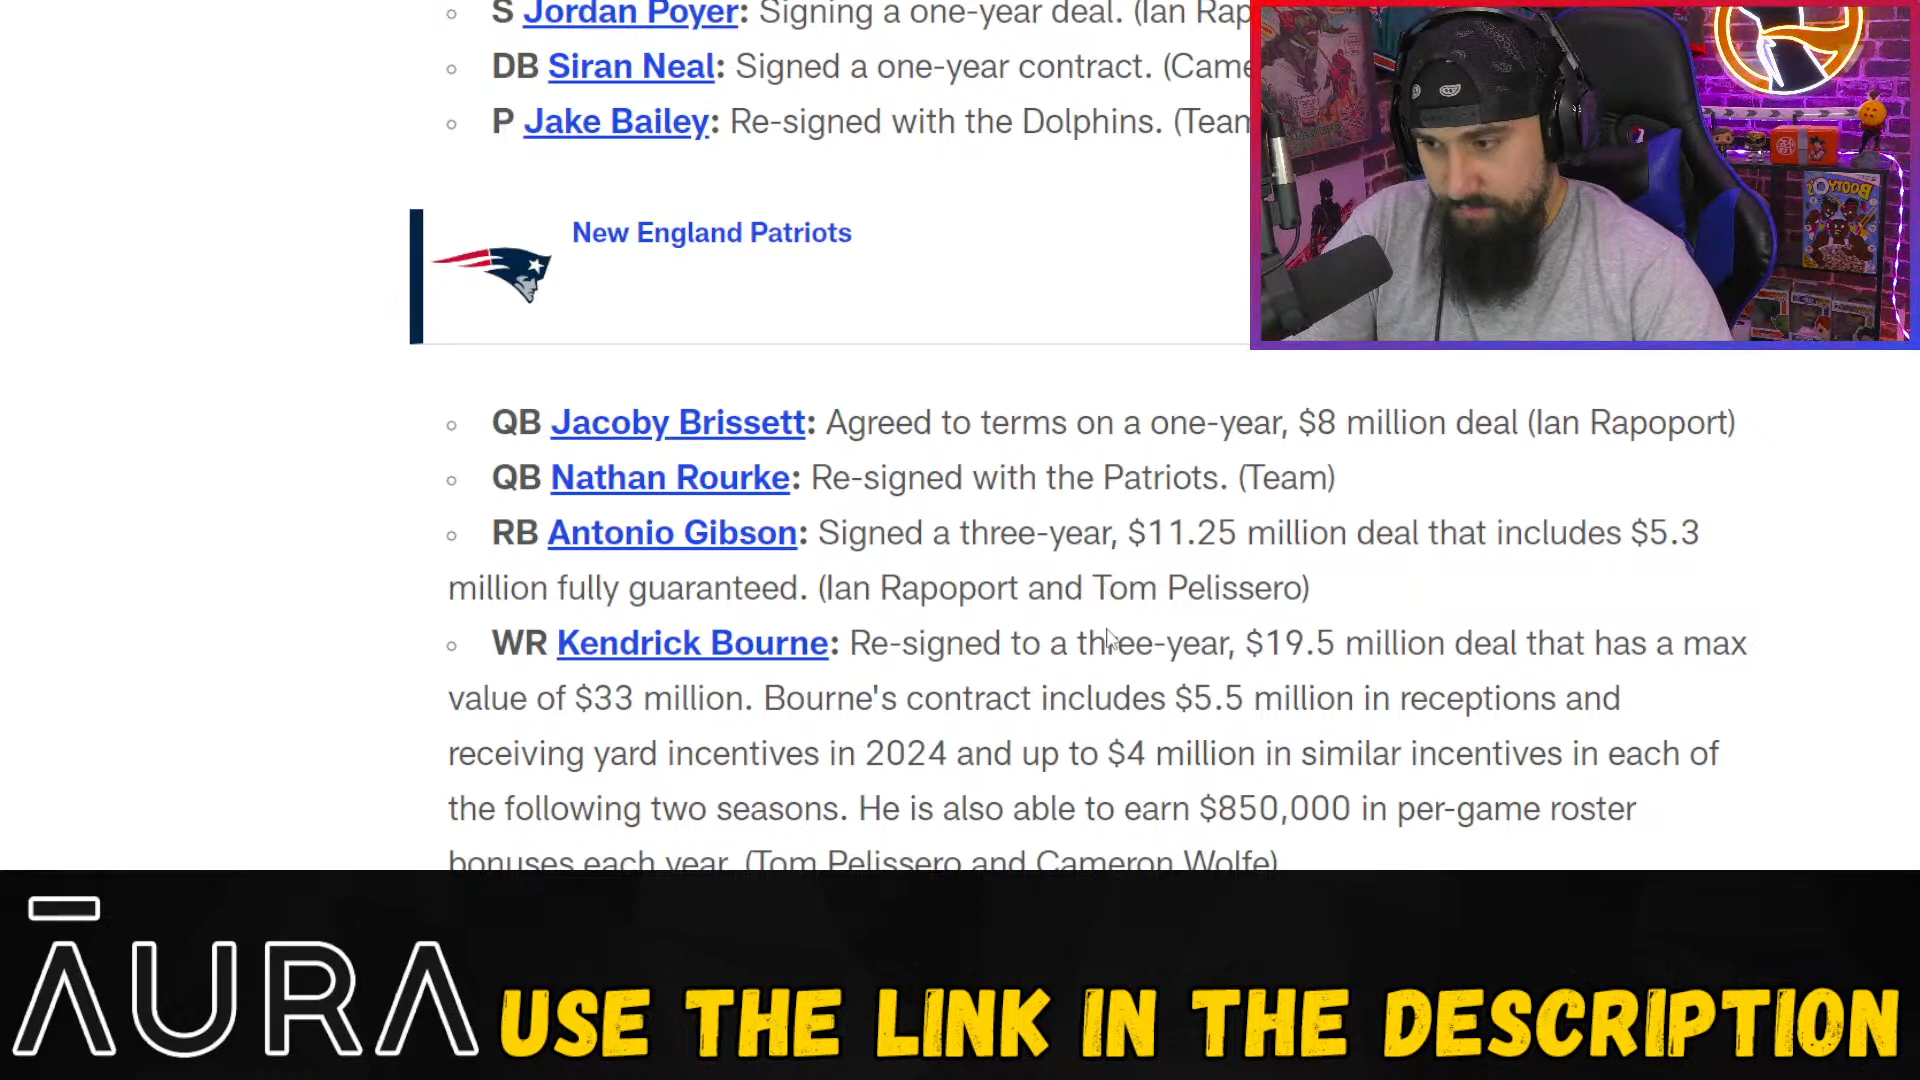 S Jordan Poyer: Signing a one-year deal. (Ian Rap
DB Siran Neal: Signed a one-year contract. (Came
P Jake Bailey: Re-signed with the Dolphins. (Team
New England Patriots
QB Jacoby Brissett: Agreed to terms on a one-year, $8 million deal (Ian Rapoport)
QB Nathan Rourke: Re-signed with the Patriots. (Team)
RB Antonio Gibson: Signed a three-year, $11.25 million deal that includes $5.3
million fully guaranteed. (Ian Rapoport and Tom Pelissero)
WR Kendrick Bourne: Re-signed to a three-year, $19.5 million deal that has a max
value of $33 million. Bourne's contract includes $5.5 million in receptions and
receiving yard incentives in 2024 and up to $4 million in similar incentives in each of
the following two seasons. He is also able to earn $850,000 in per-game roster
bonuses each year. (Tom Pelissero and Cameron Wolfe)
ĀURA USE THE LINK IN THE DESCRIPTION